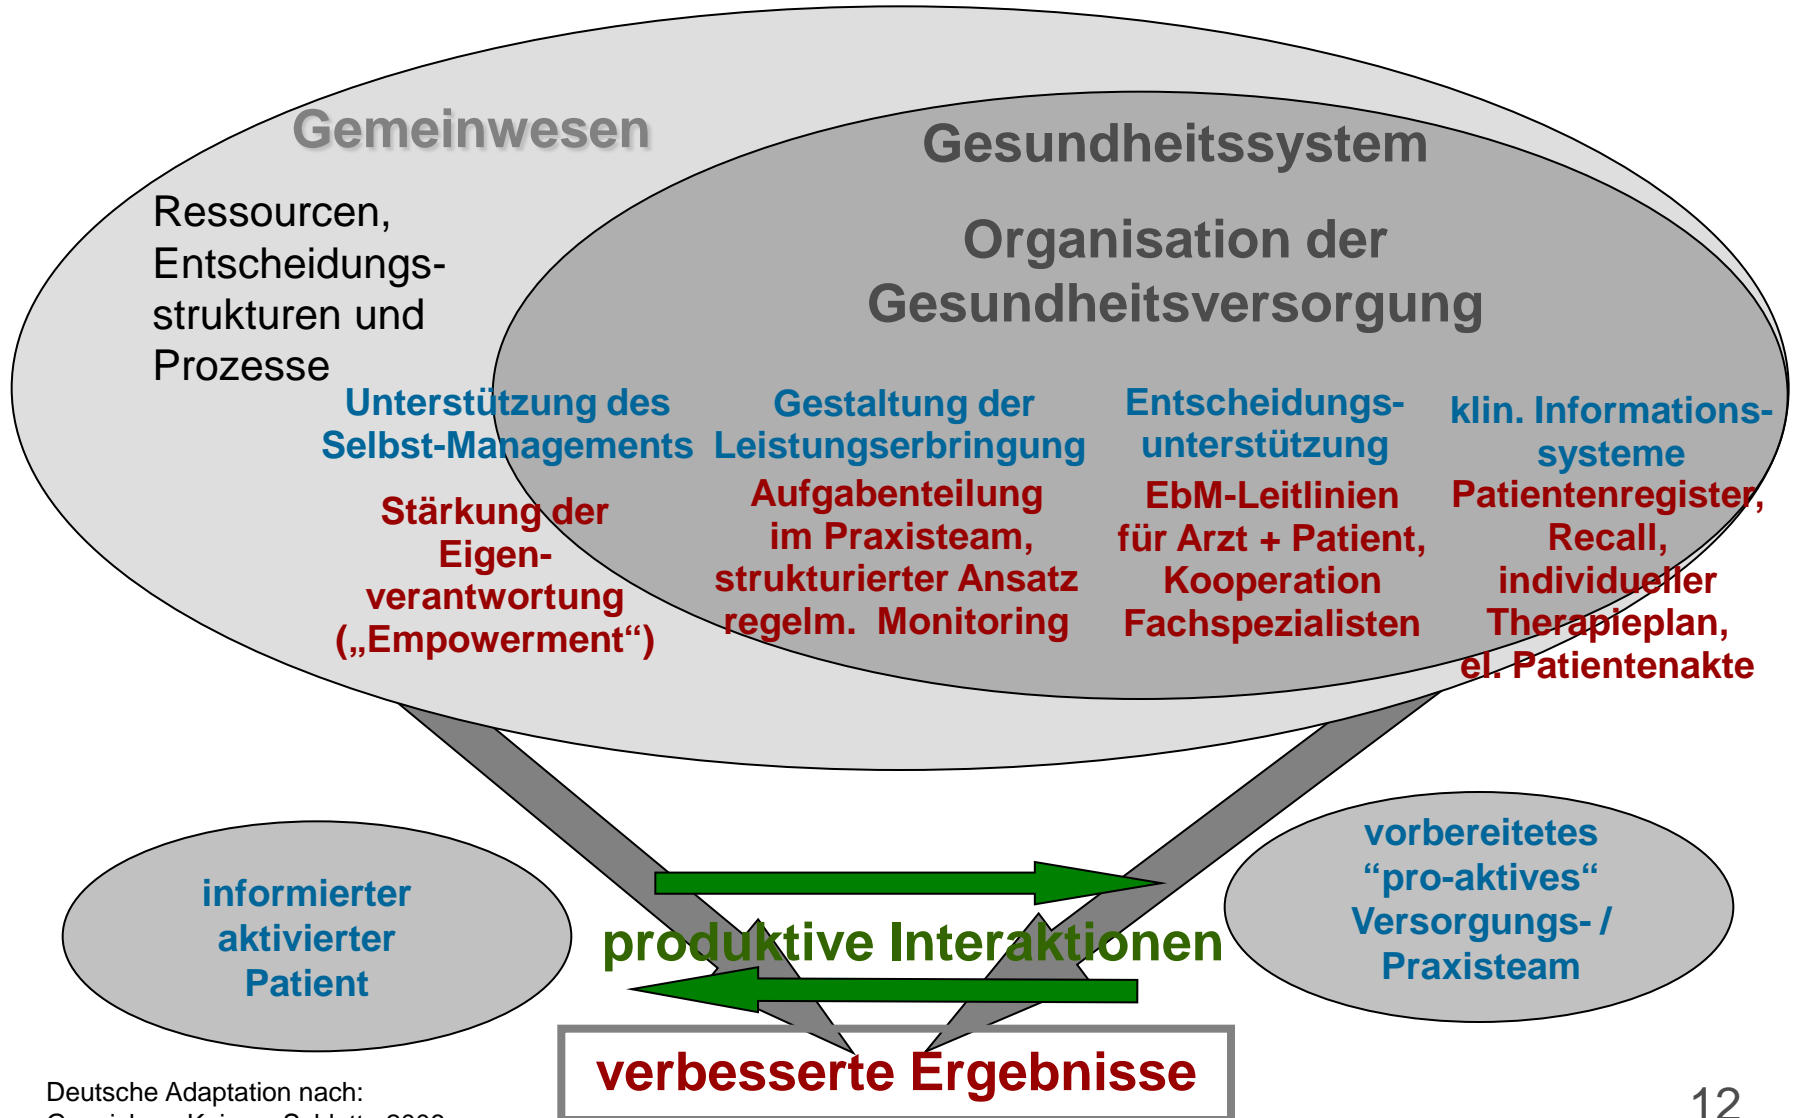 Gemeinwesen
Ressourcen,
Entscheidungs-
strukturen und
Prozesse
Gesundheitssystem
Organisation der
Gesundheitsversorgung
Unterstützung des
Selbst-Managements
Stärkung der
Eigen-
verantwortung
(„Empowerment“)
Gestaltung der
Leistungserbringung
Aufgabenteilung
im Praxisteam,
strukturierter Ansatz
regelm. Monitoring
Entscheidungs-
unterstützung
EbM-Leitlinien
für Arzt + Patient,
Kooperation
Fachspezialisten
klin. Informations-
systeme
Patientenregister,
Recall,
individueller
Therapieplan,
el. Patientenakte
informierter
aktivierter
Patient
produktive Interaktionen
vorbereitetes
“pro-aktives“
Versorgungs- /
Praxisteam
verbesserte Ergebnisse
Deutsche Adaptation nach:
12